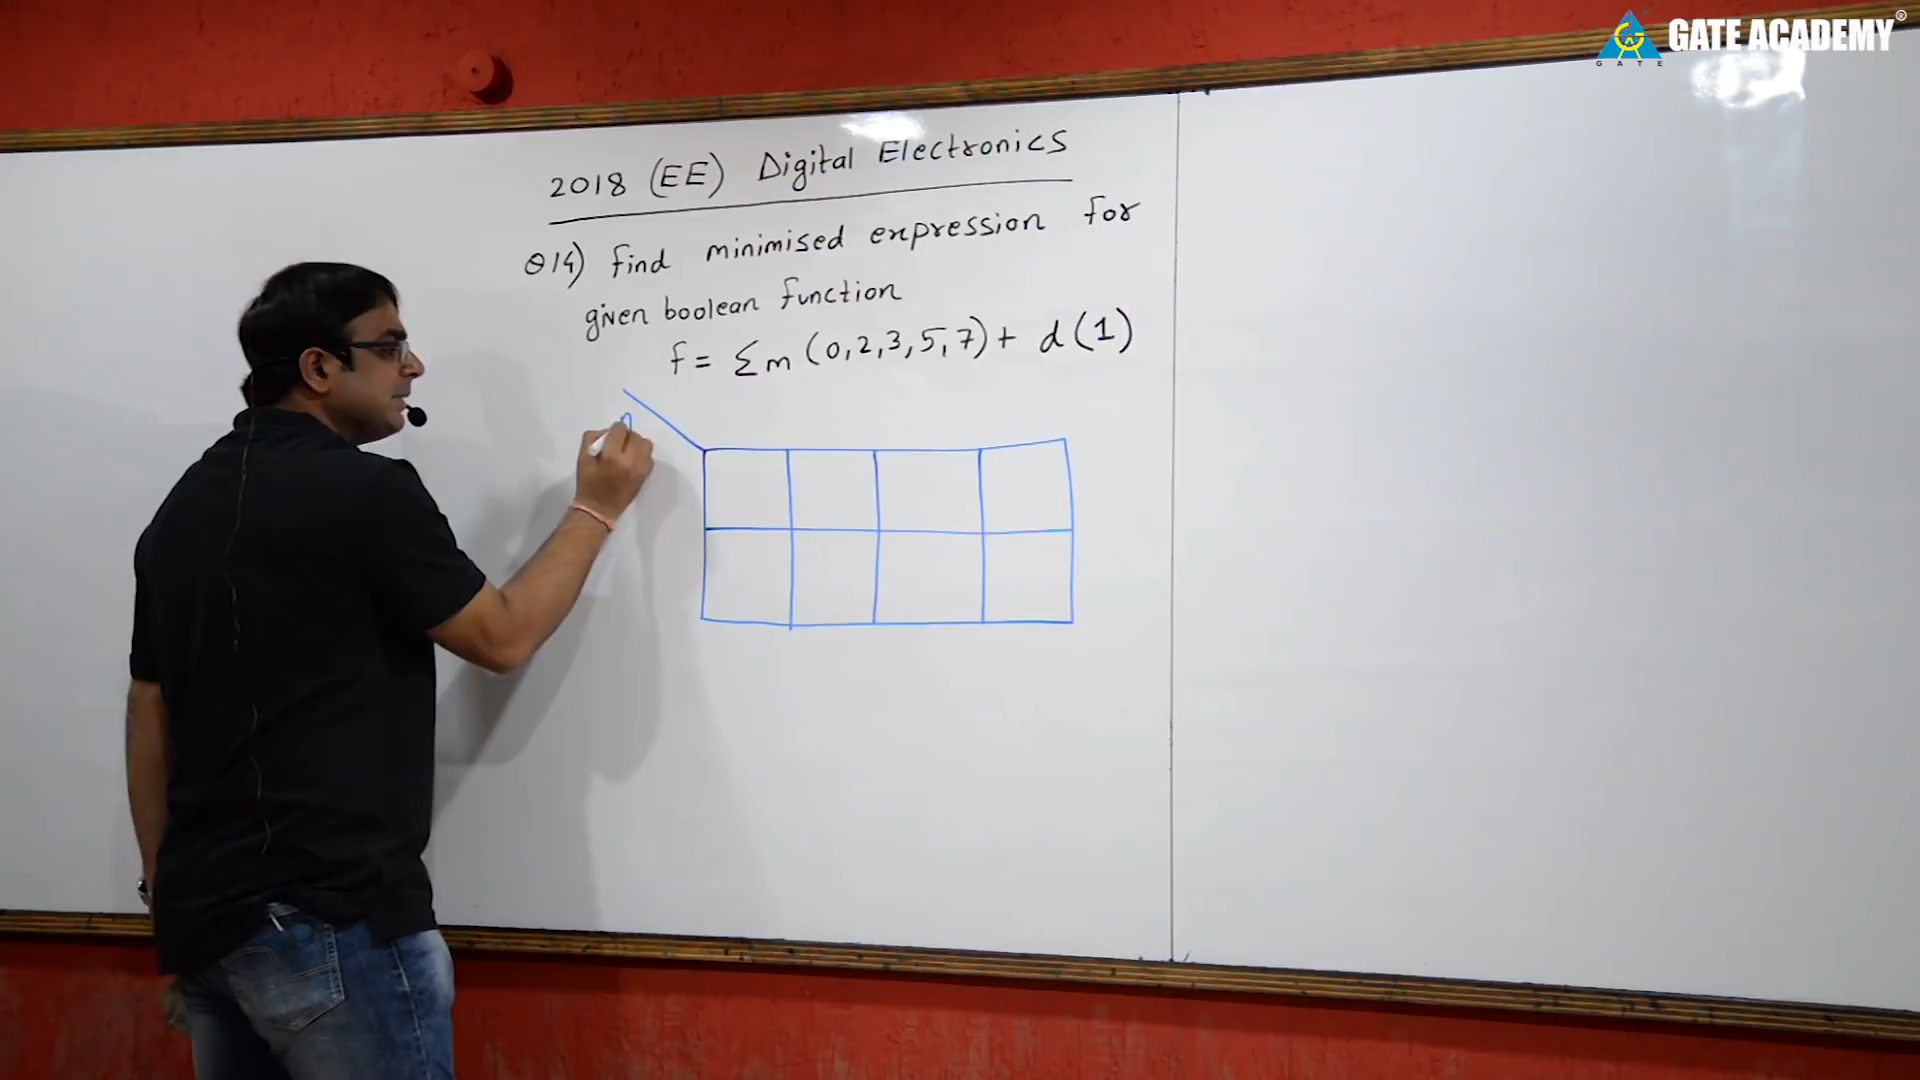 GATE ACADEMY®
GATE
2018 (EE) Digital Electronics
Q14) Find minimised expression for
given boolean function
f = Σm (0,2,3,5,7) + d(1)